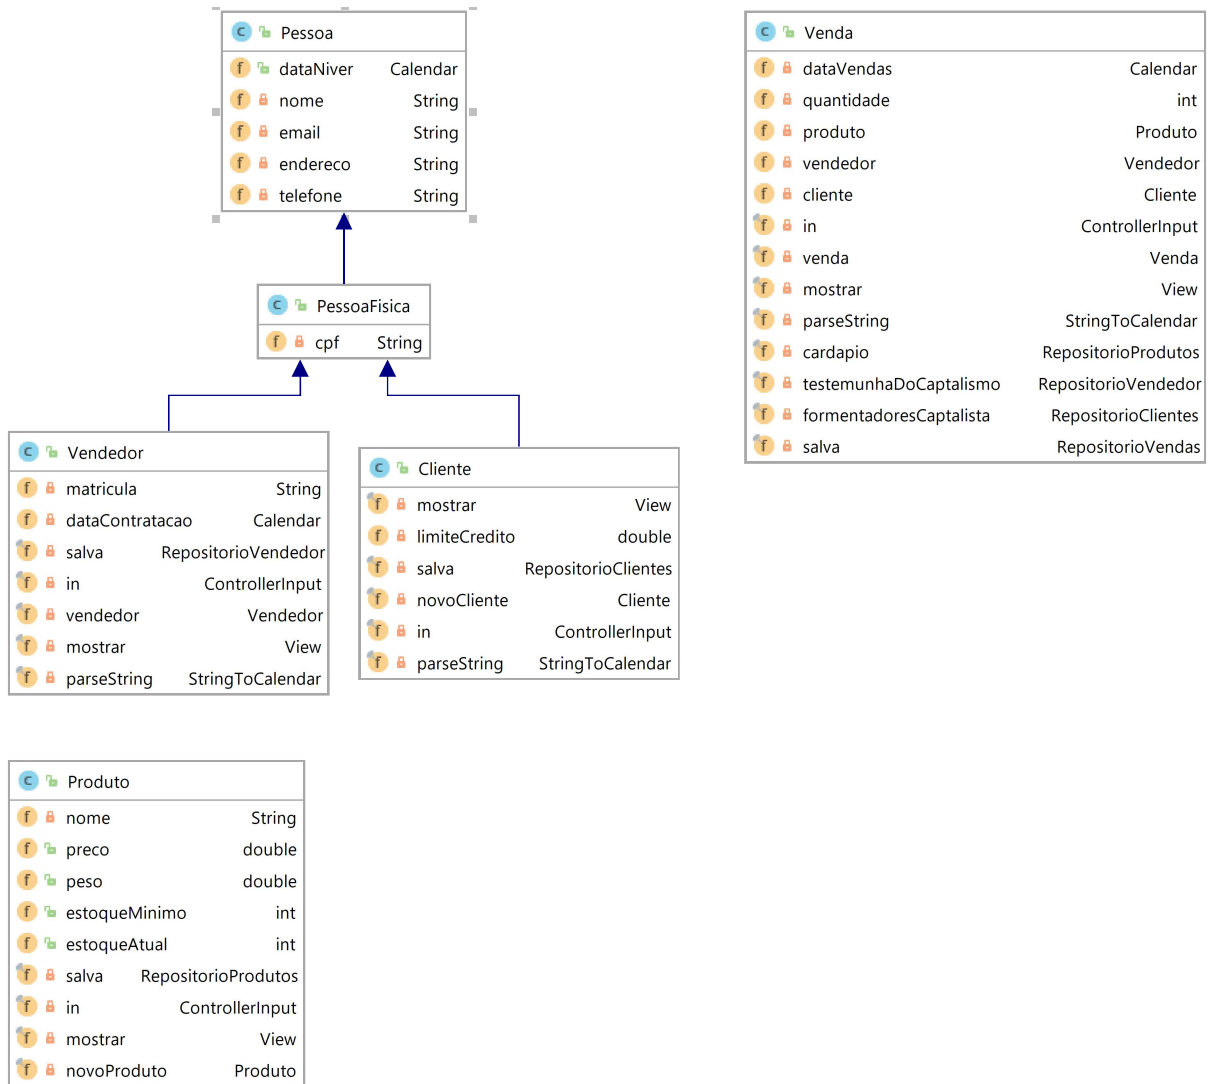 Pessoa
dataNiver Calendar
nome String
email String
endereco String
telefone String
PessoaFisica
cpf String
Vendedor
matricula String
dataContratacao Calendar
salva RepositorioVendedor
in ControllerInput
vendedor Vendedor
mostrar View
parseString StringToCalendar
Cliente
mostrar View
limiteCredito double
salva RepositorioClientes
novoCliente Cliente
in ControllerInput
parseString StringToCalendar
Venda
dataVendas Calendar
quantidade int
produto Produto
vendedor Vendedor
cliente Cliente
in ControllerInput
venda Venda
mostrar View
parseString StringToCalendar
cardapio RepositorioProdutos
testemunhaDoCaptalismo RepositorioVendedor
formentadoresCaptalista RepositorioClientes
salva RepositorioVendas
Produto
nome String
preco double
peso double
estoqueMinimo int
estoqueAtual int
salva RepositorioProdutos
in ControllerInput
mostrar View
novoProduto Produto